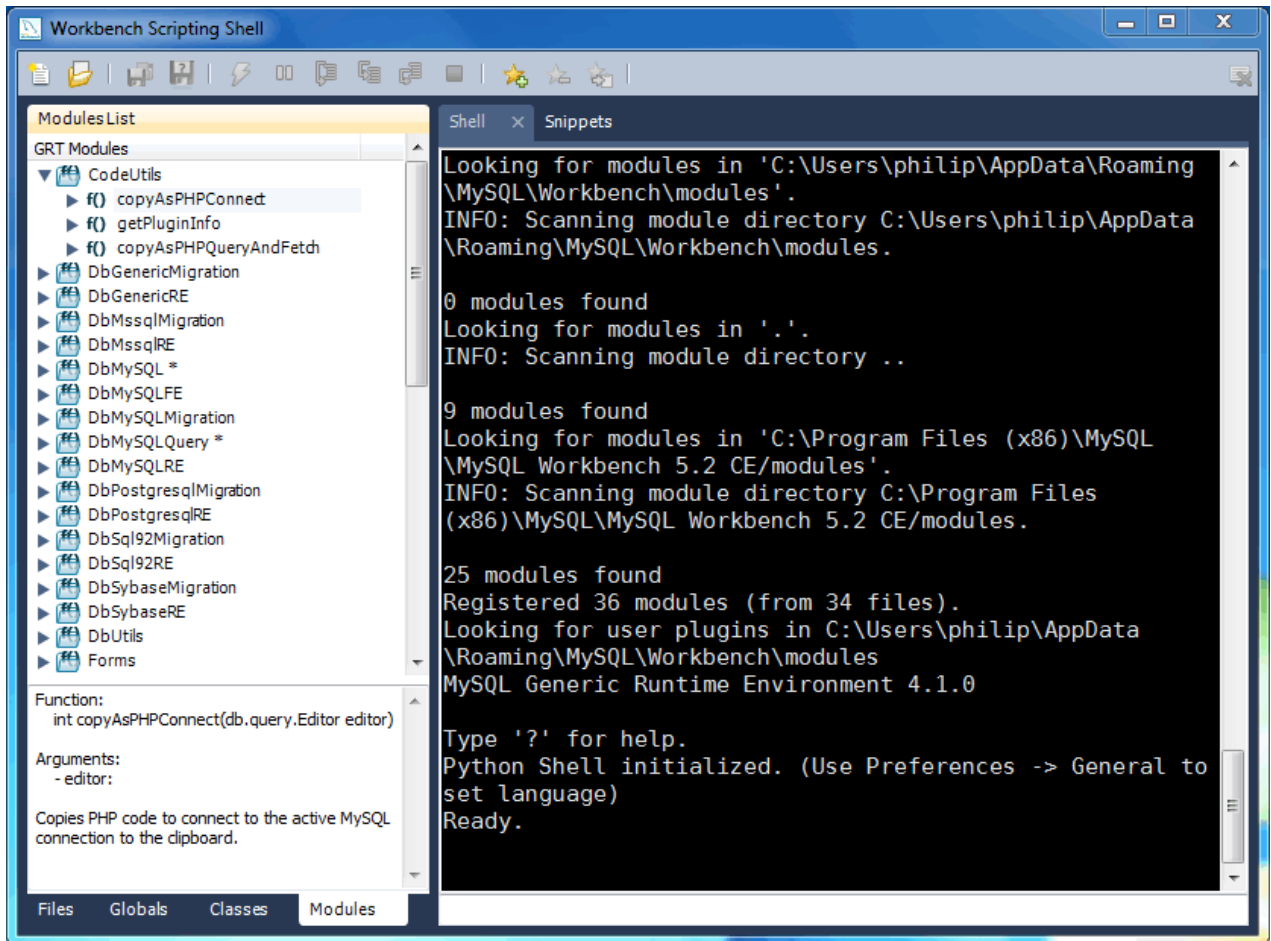 Workbench Scripting Shell
Modules List
GRT Modules
CodeUtils
f() copyAsPHPConnect
f() getPluginInfo
f() copyAsPHPQueryAndFetch
DbGenericMigration
DbGenericRE
DbMssqlMigration
DbMssqlRE
DbMySQL *
DbMySQLFE
DbMySQLMigration
DbMySQLQuery *
DbMySQLRE
DbPostgresqlMigration
DbPostgresqlRE
DbSql92Migration
DbSql92RE
DbSybaseMigration
DbSybaseRE
DbUtils
Forms
Function:
int copyAsPHPConnect(db.query.Editor editor)
Arguments:
- editor:
Copies PHP code to connect to the active MySQL
connection to the clipboard.
Files Globals Classes Modules
Shell Snippets
Looking for modules in 'C:\Users\philip\AppData\Roaming
\MySQL\Workbench\modules'.
INFO: Scanning module directory C:\Users\philip\AppData
\Roaming\MySQL\Workbench\modules.
0 modules found
Looking for modules in '.'.
INFO: Scanning module directory ..
9 modules found
Looking for modules in 'C:\Program Files (x86)\MySQL
\MySQL Workbench 5.2 CE/modules'.
INFO: Scanning module directory C:\Program Files
(x86)\MySQL\MySQL Workbench 5.2 CE/modules.
25 modules found
Registered 36 modules (from 34 files).
Looking for user plugins in C:\Users\philip\AppData
\Roaming\MySQL\Workbench\modules
MySQL Generic Runtime Environment 4.1.0
Type '?' for help.
Python Shell initialized. (Use Preferences -> General to
set language)
Ready.